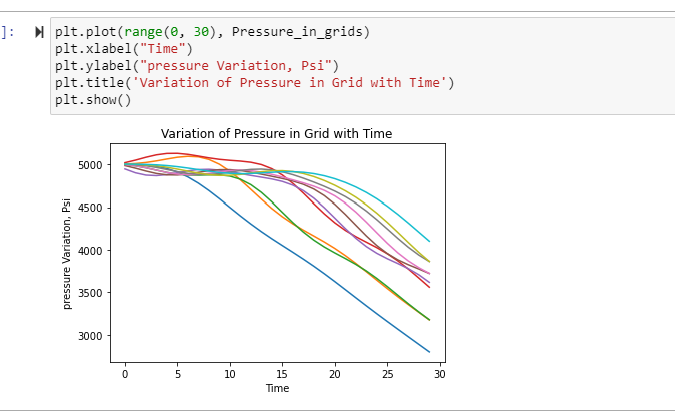 ]: plt.plot(range(0, 30), Pressure_in_grids)
plt.xlabel("Time")
plt.ylabel("pressure Variation, Psi")
plt.title('Variation of Pressure in Grid with Time')
plt.show()
Variation of Pressure in Grid with Time
pressure Variation, Psi
5000
4500
4000
3500
3000
0 5 10 15 20 25 30
Time